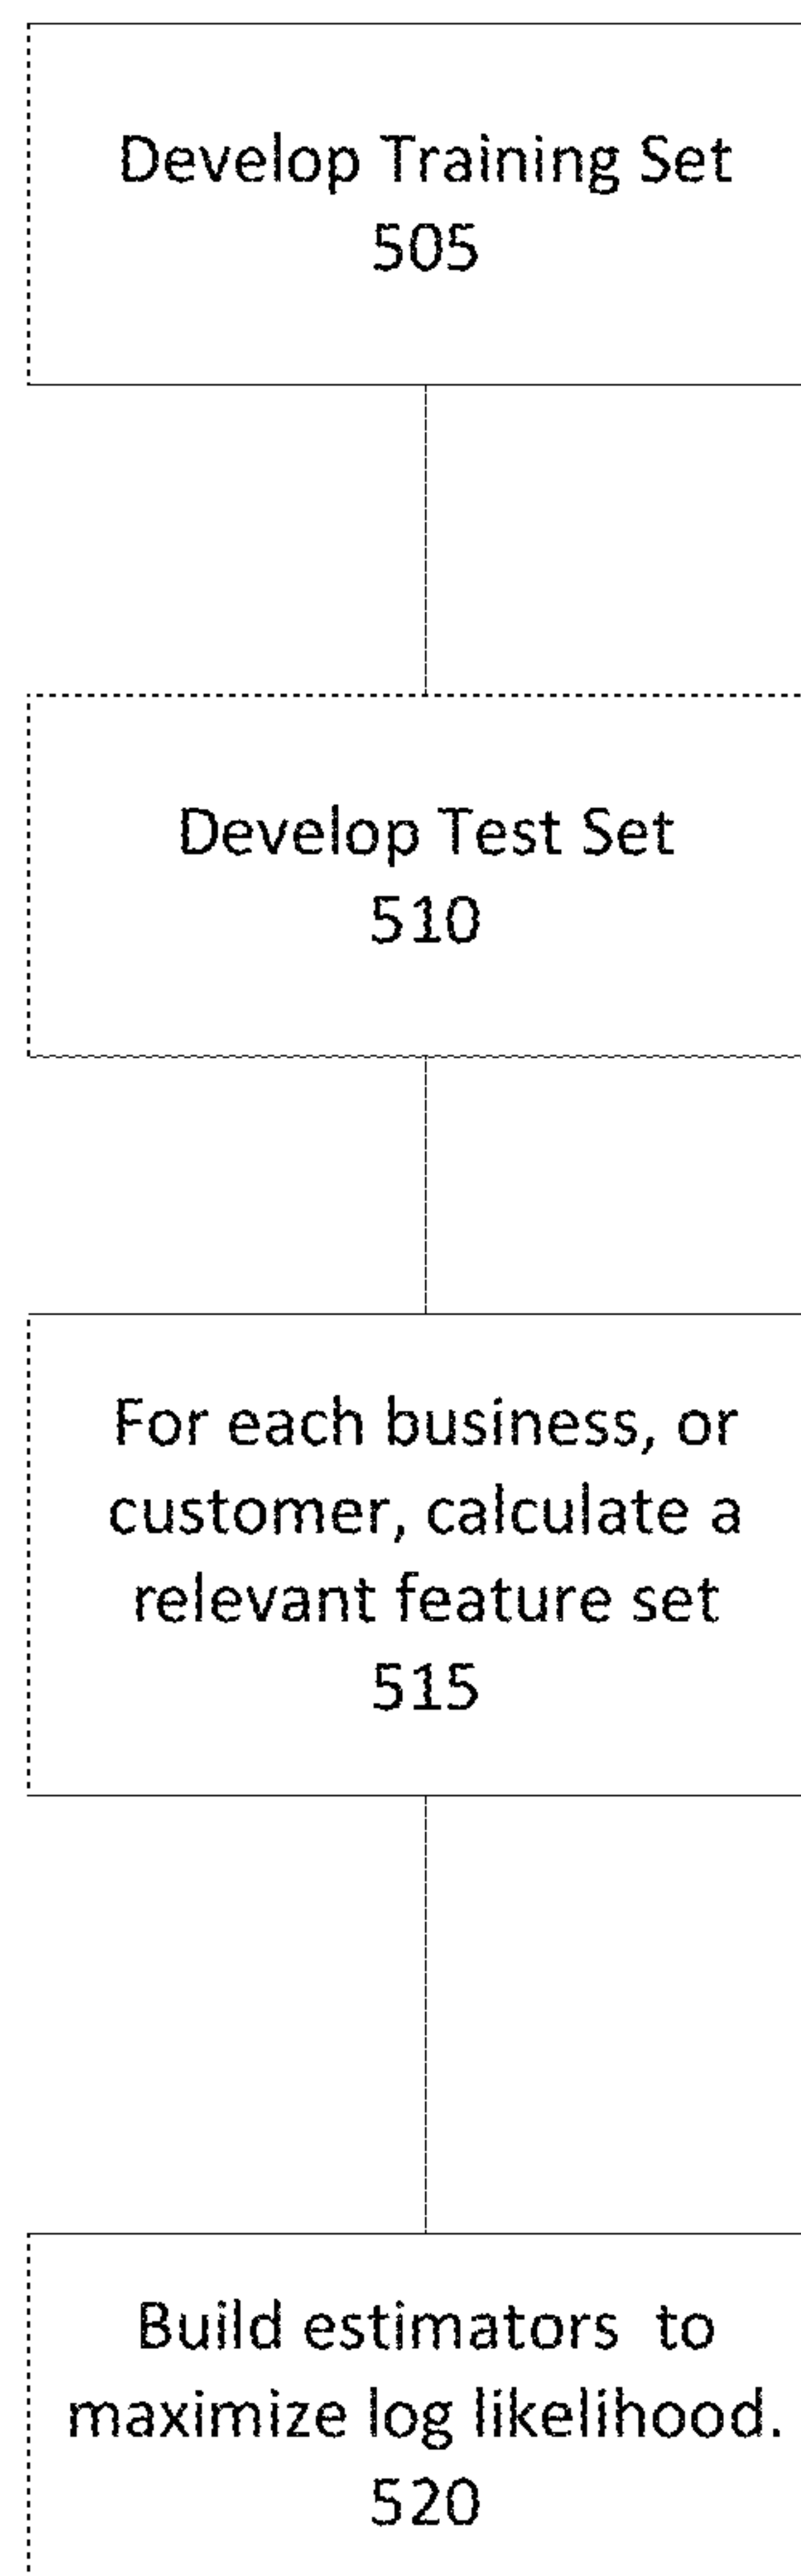 Develop Training Set
505
Develop Test Set
510
For each business, or
customer, calculate a
relevant feature set
515
Build estimators to
maximize log likelihood.
520